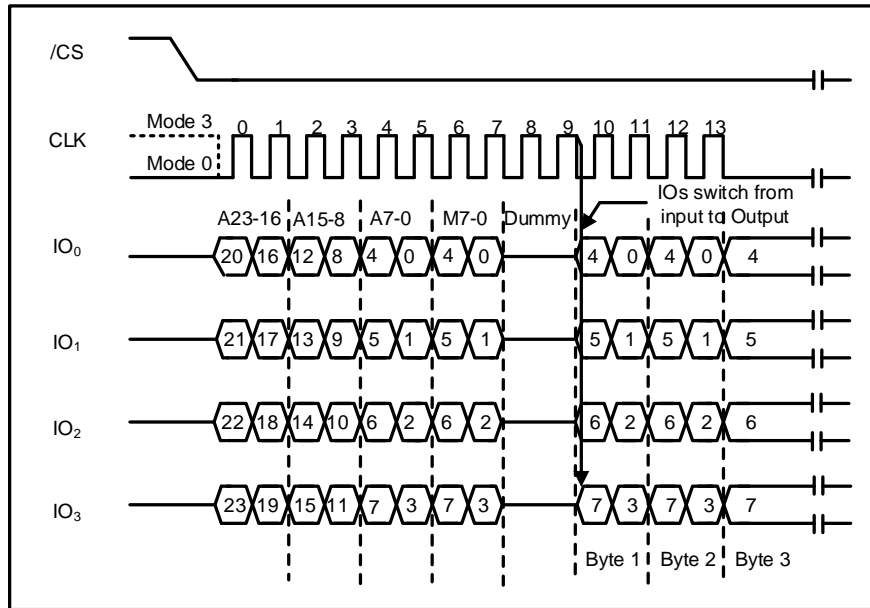 /CS
Mode 3
CLK
0 1 2 3 4 5 6 7 8 9 10 11 12 13
Mode 0
IOs switch from
input to Output
A23-16 A15-8 A7-0 M7-0 Dummy
IO0 20 16 12 8 4 0 4 0 4 0 4 0 4
IO1 21 17 13 9 5 1 5 1 5 1 5 1 5
IO2 22 18 14 10 6 2 6 2 6 2 6 2 6
IO3 23 19 15 11 7 3 7 3 7 3 7 3 7
Byte 1 Byte 2 Byte 3